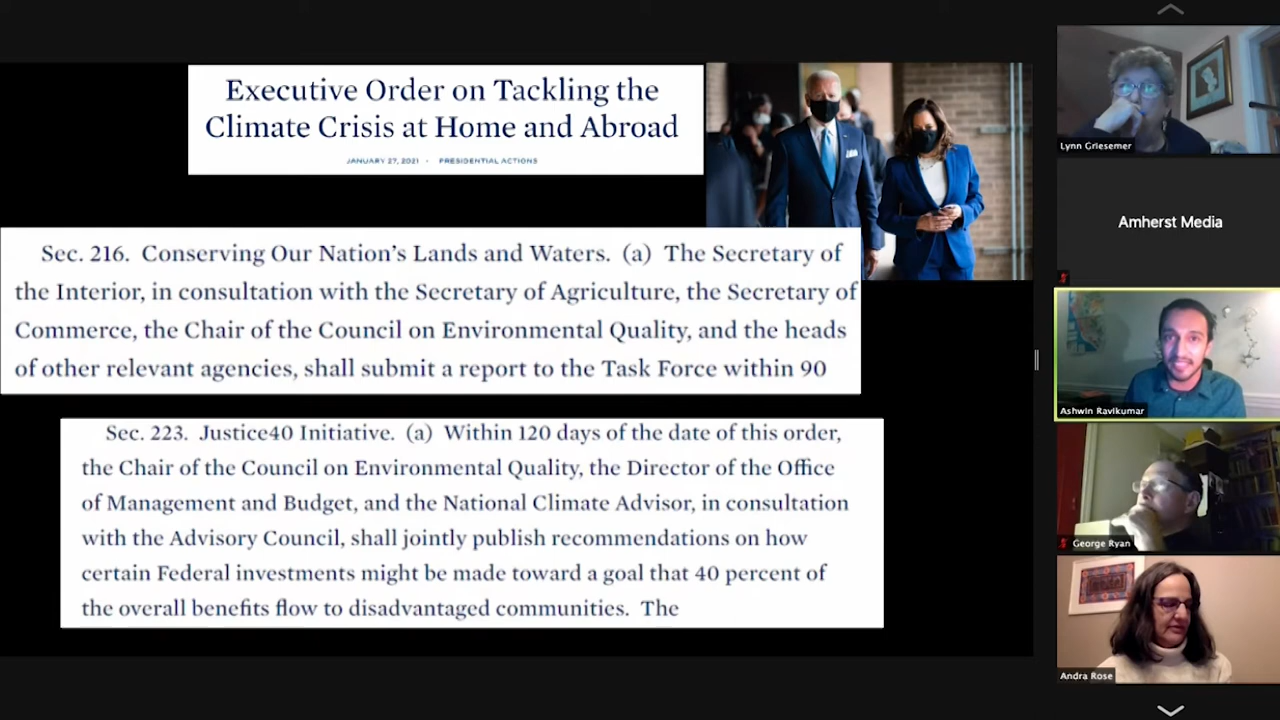 Executive Order on Tackling the
Climate Crisis at Home and Abroad
JANUARY 27, 2021 • PRESIDENTIAL ACTIONS
Sec. 216. Conserving Our Nation's Lands and Waters. (a) The Secretary of
the Interior, in consultation with the Secretary of Agriculture, the Secretary of
Commerce, the Chair of the Council on Environmental Quality, and the heads
of other relevant agencies, shall submit a report to the Task Force within 90
Sec. 223. Justice40 Initiative. (a) Within 120 days of the date of this order,
the Chair of the Council on Environmental Quality, the Director of the Office
of Management and Budget, and the National Climate Advisor, in consultation
with the Advisory Council, shall jointly publish recommendations on how
certain Federal investments might be made toward a goal that 40 percent of
the overall benefits flow to disadvantaged communities. The
Lynn Griesemer
Amherst Media
Ashwin Ravikumar
George Ryan
Andra Rose